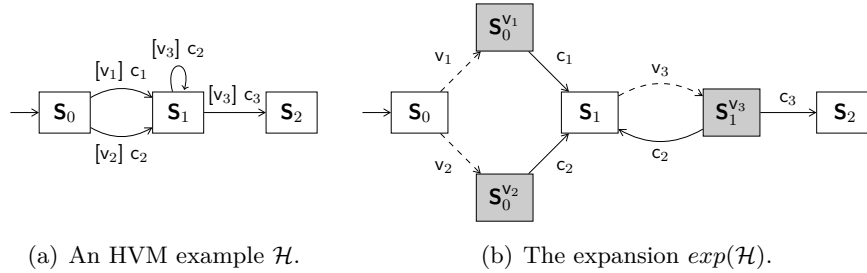 [v₃] c₂
[v₁] c₁
[v₃] c₃
S₀
S₁
S₂
[v₂] c₂
S₀^v₁
v₁
c₁
v₃
c₃
S₀
S₁
S₁^v₃
S₂
v₂
c₂
c₂
S₀^v₂
(a) An HVM example ℋ.
(b) The expansion exp(ℋ).